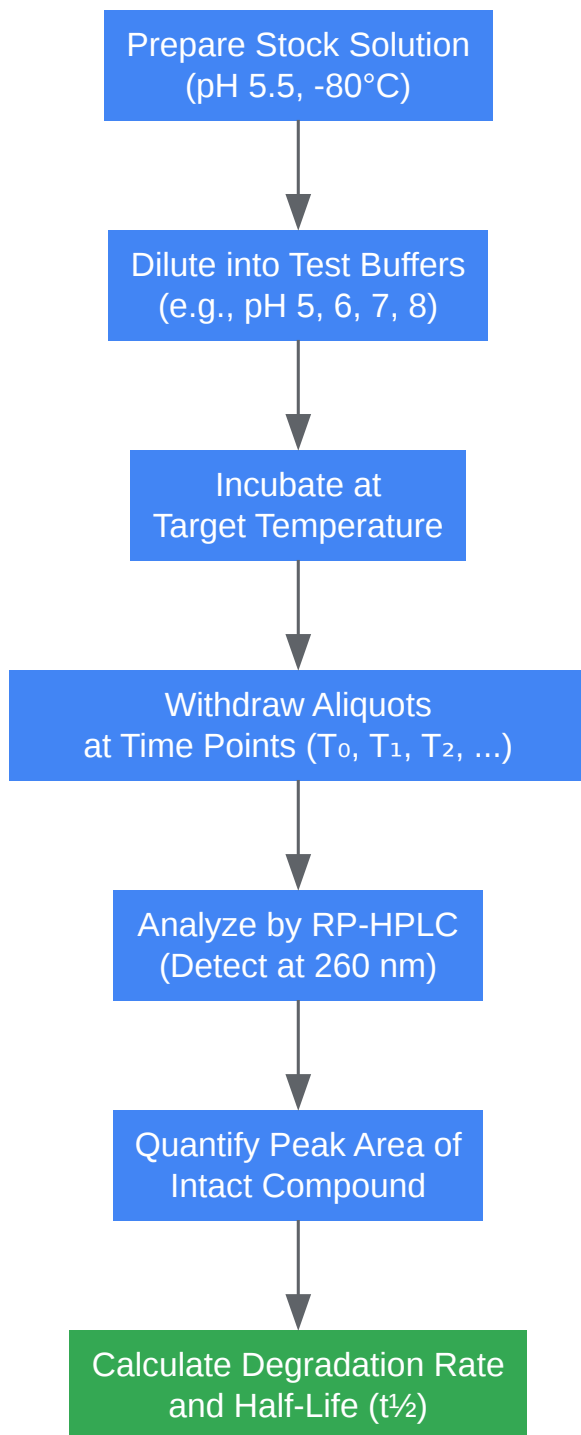 Prepare Stock Solution
(pH 5.5, -80°C)
Dilute into Test Buffers
(e.g., pH 5, 6, 7, 8)
Incubate at
Target Temperature
Withdraw Aliquots
at Time Points (T₀, T₁, T₂, ...)
Analyze by RP-HPLC
(Detect at 260 nm)
Quantify Peak Area of
Intact Compound
Calculate Degradation Rate
and Half-Life (t½)